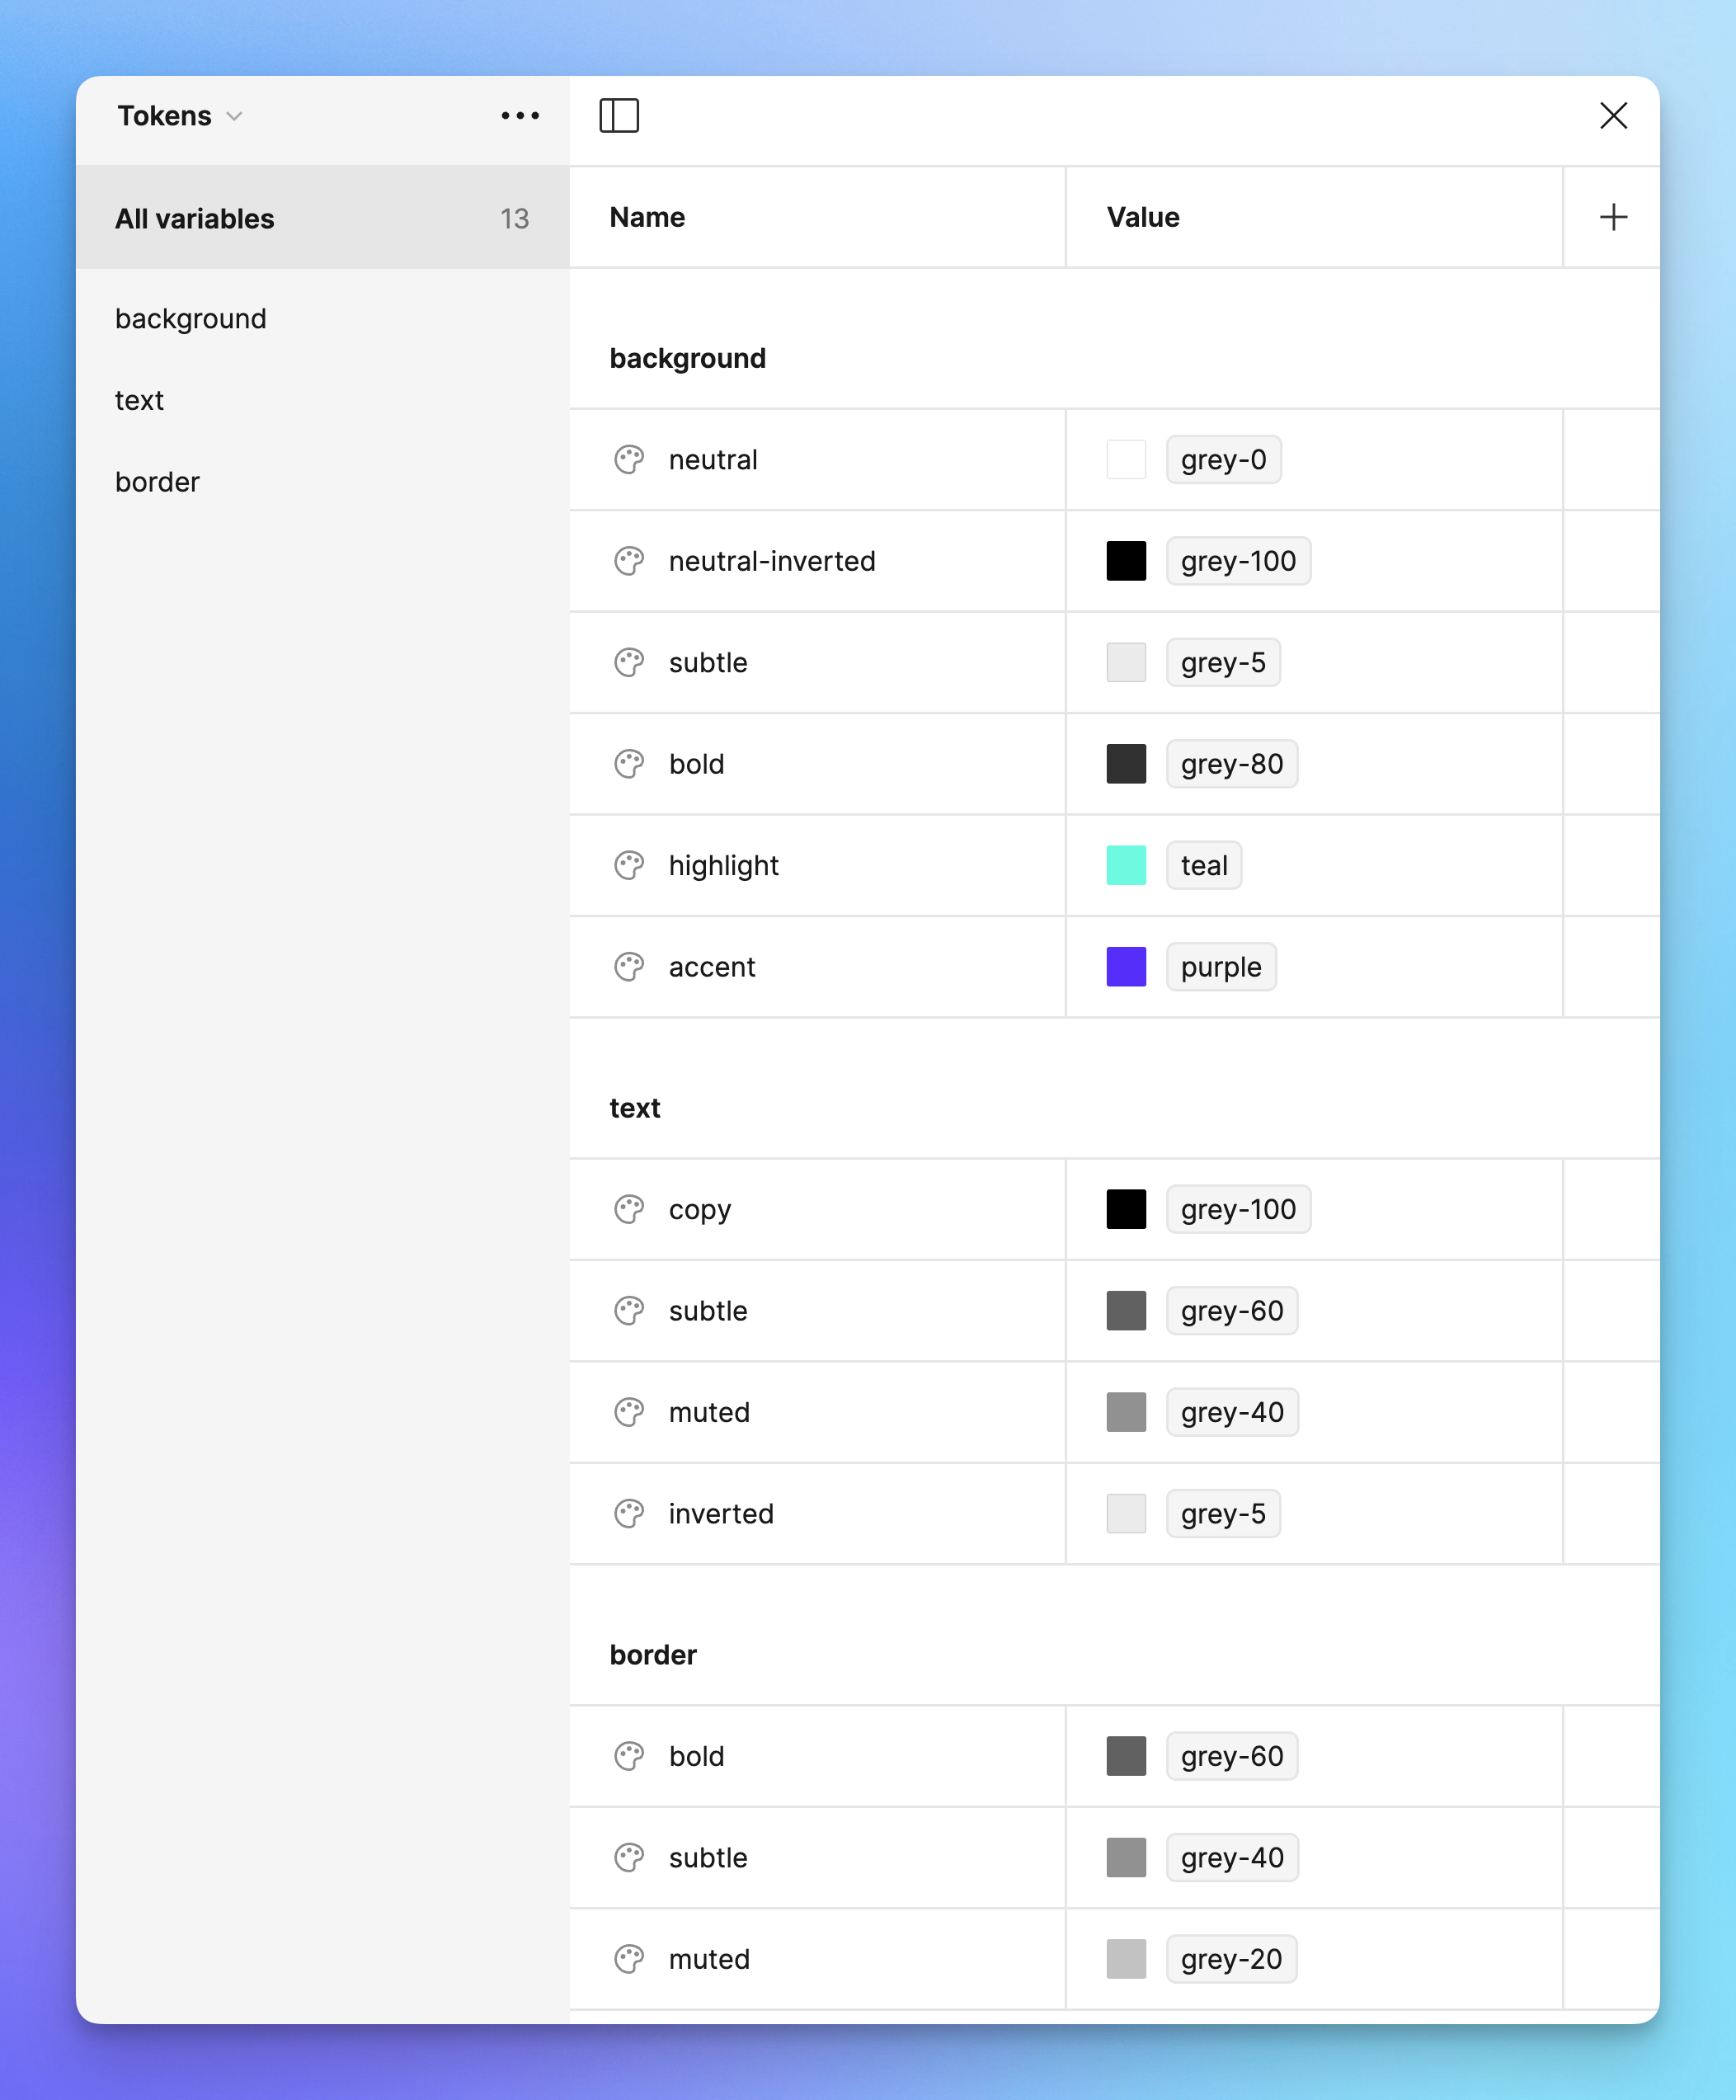 Tokens
All variables 13
background
text
border
Name Value
background
neutral grey-0
neutral-inverted grey-100
subtle grey-5
bold grey-80
highlight teal
accent purple
text
copy grey-100
subtle grey-60
muted grey-40
inverted grey-5
border
bold grey-60
subtle grey-40
muted grey-20